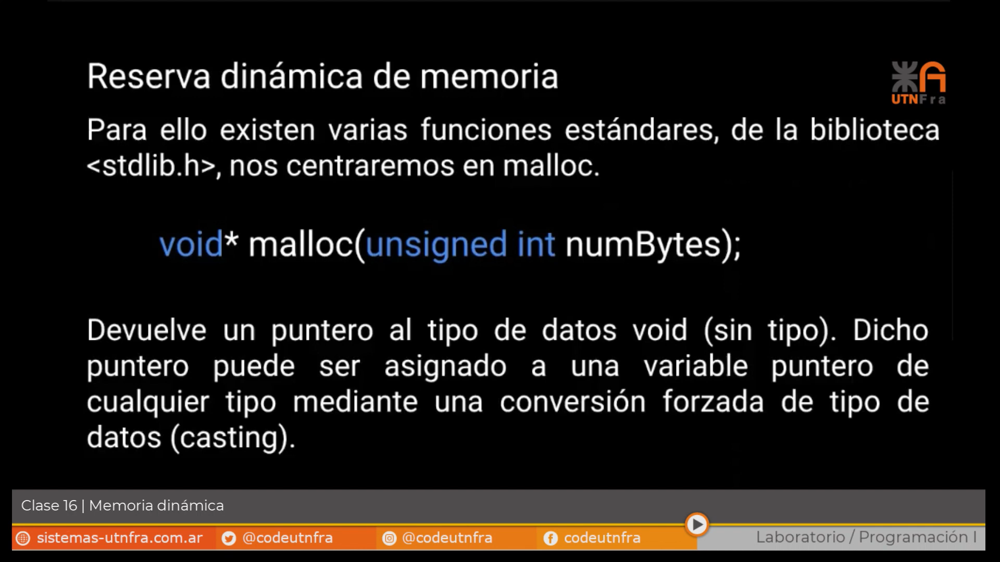 Reserva dinámica de memoria
UTNFra
Para ello existen varias funciones estándares, de la biblioteca
<stdlib.h>, nos centraremos en malloc.
void* malloc(unsigned int numBytes);
Devuelve un puntero al tipo de datos void (sin tipo). Dicho
puntero puede ser asignado a una variable puntero de
cualquier tipo mediante una conversión forzada de tipo de
datos (casting).
Clase 16 | Memoria dinámica
sistemas-utnfra.com.ar @codeutnfra @codeutnfra codeutnfra Laboratorio / Programación I